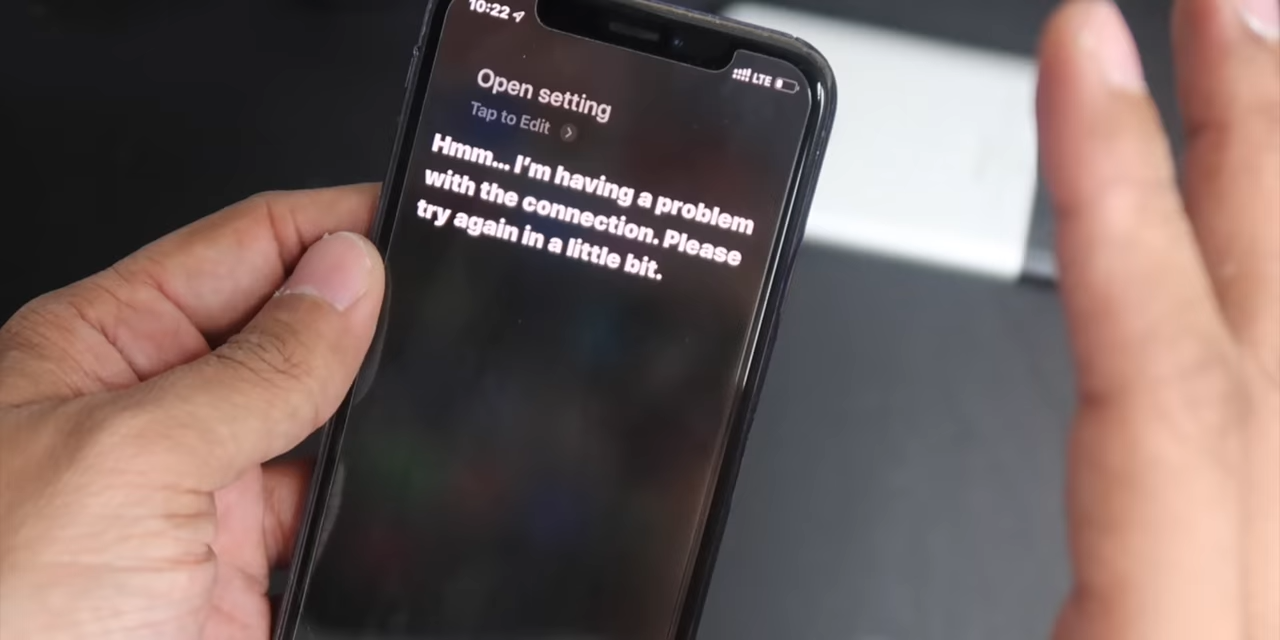 10:22
LTE
Open setting
Tap to Edit
Hmm... I'm having a problem
with the connection. Please
try again in a little bit.